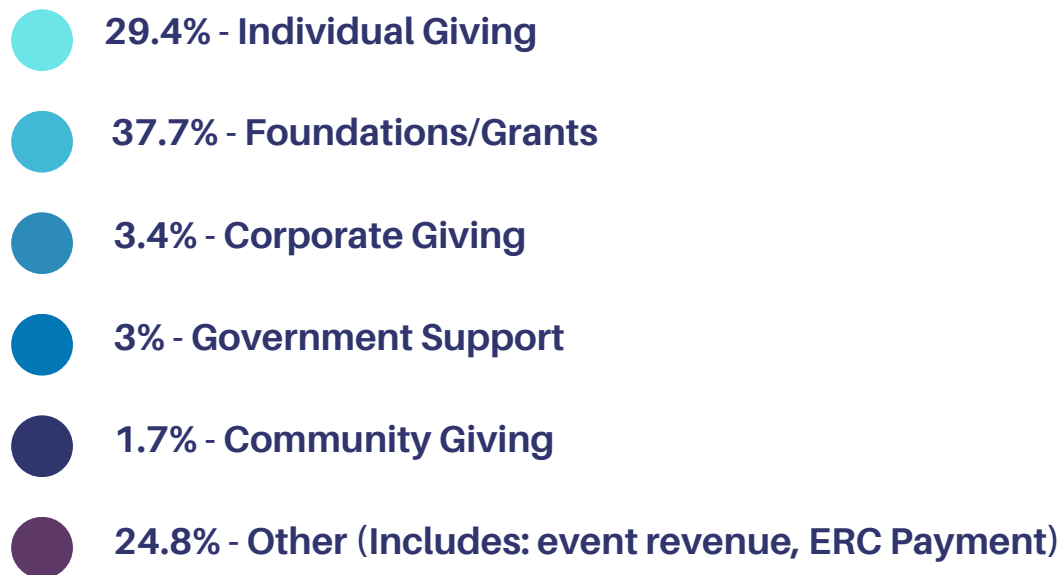 29.4% - Individual Giving
37.7% - Foundations/Grants
3.4% - Corporate Giving
3% - Government Support
1.7% - Community Giving
24.8% - Other (Includes: event revenue, ERC Payment)